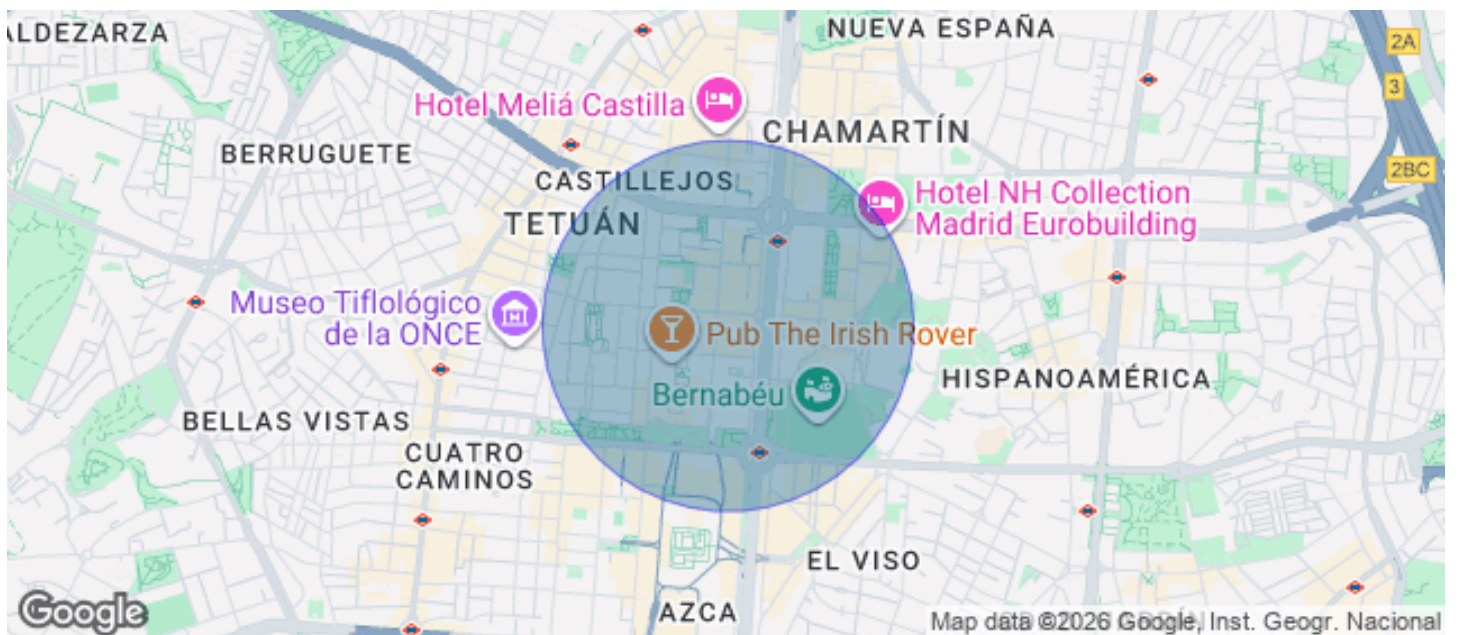 ALDEZARZA
NUEVA ESPAÑA
2A
3
Hotel Meliá Castilla
CHAMARTÍN
BERRUGUETE
2BC
CASTILLEJOS
Hotel NH Collection
Madrid Eurobuilding
TETUÁN
Museo Tiflológico
de la ONCE
Pub The Irish Rover
Bernabéu
HISPANOAMÉRICA
BELLAS VISTAS
CUATRO
CAMINOS
EL VISO
AZCA
Google
Map data ©2026 Google, Inst. Geogr. Nacional